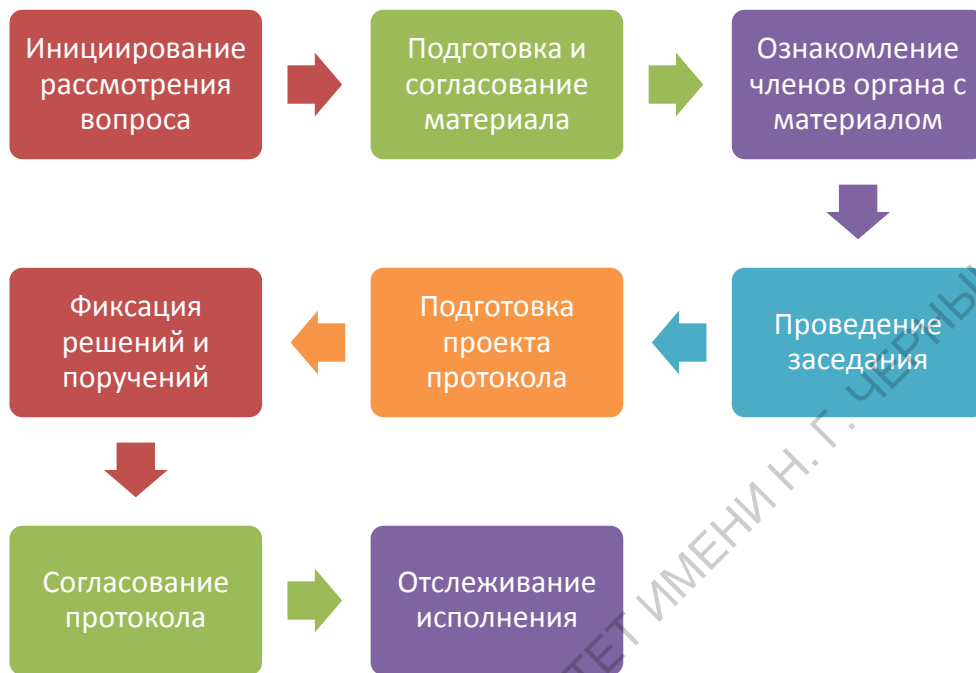 Инициирование
рассмотрения
вопроса
Подготовка и
согласование
материала
Ознакомление
членов органа с
материалом
Проведение
заседания
Подготовка
проекта
протокола
Фиксация
решений и
поручений
Согласование
протокола
Отслеживание
исполнения
ИМЕНИ Н. Г.